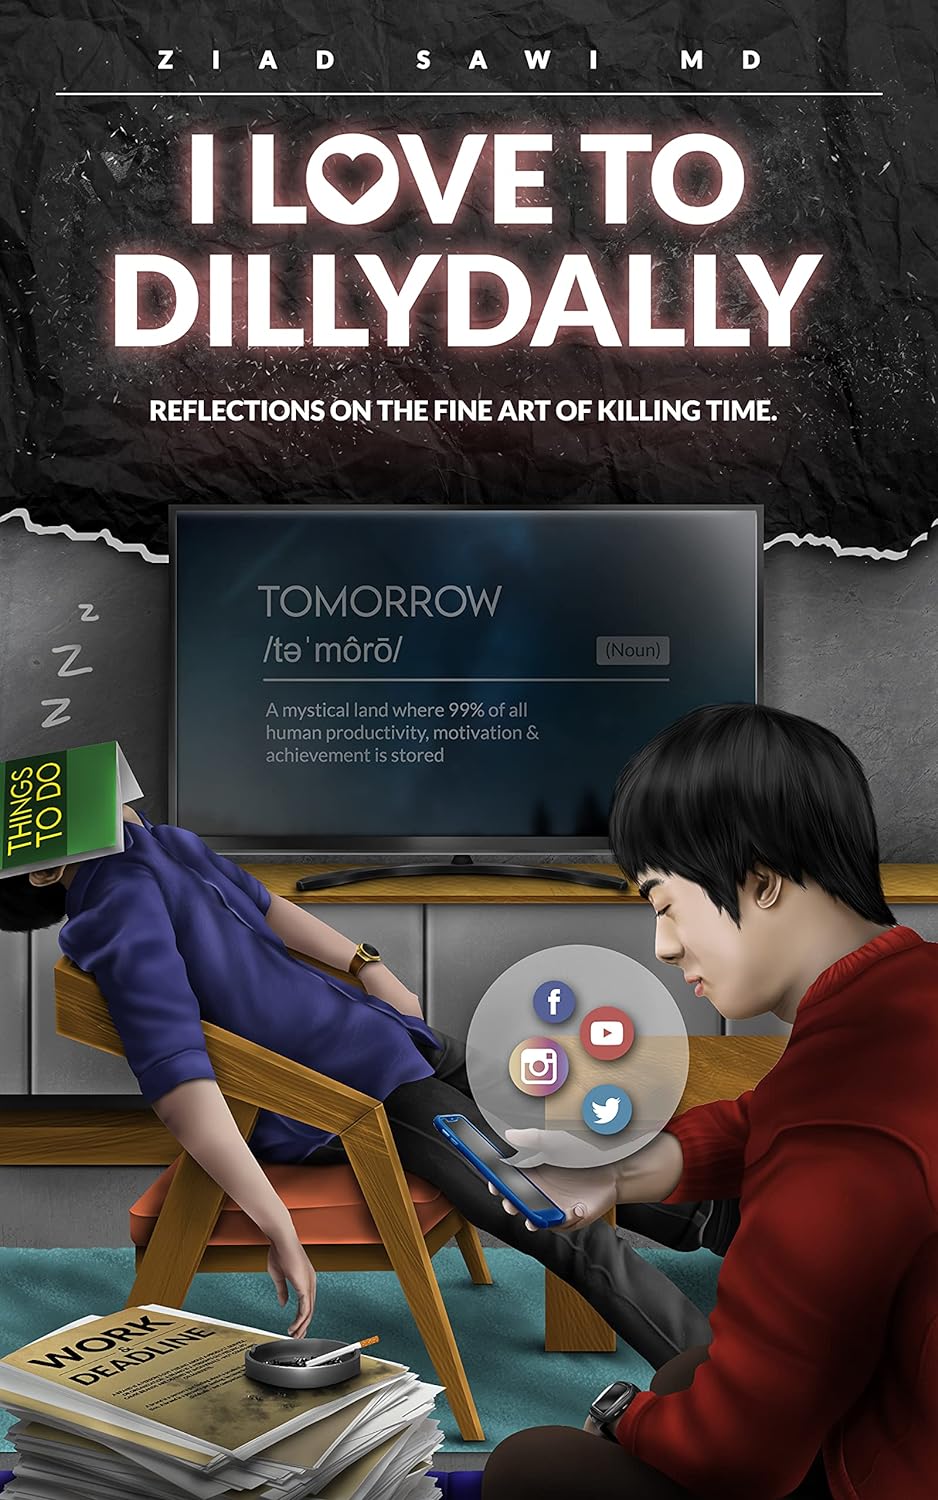 ZIAD SAWI MD
I LOVE TO
DILLYDALLY
REFLECTIONS ON THE FINE ART OF KILLING TIME.
TOMORROW
/təˈmôrō/ (Noun)
A mystical land where 99% of all
human productivity, motivation &
achievement is stored
z
Z
Z
THINGS
TO DO
f
WORK
&
DEADLINE